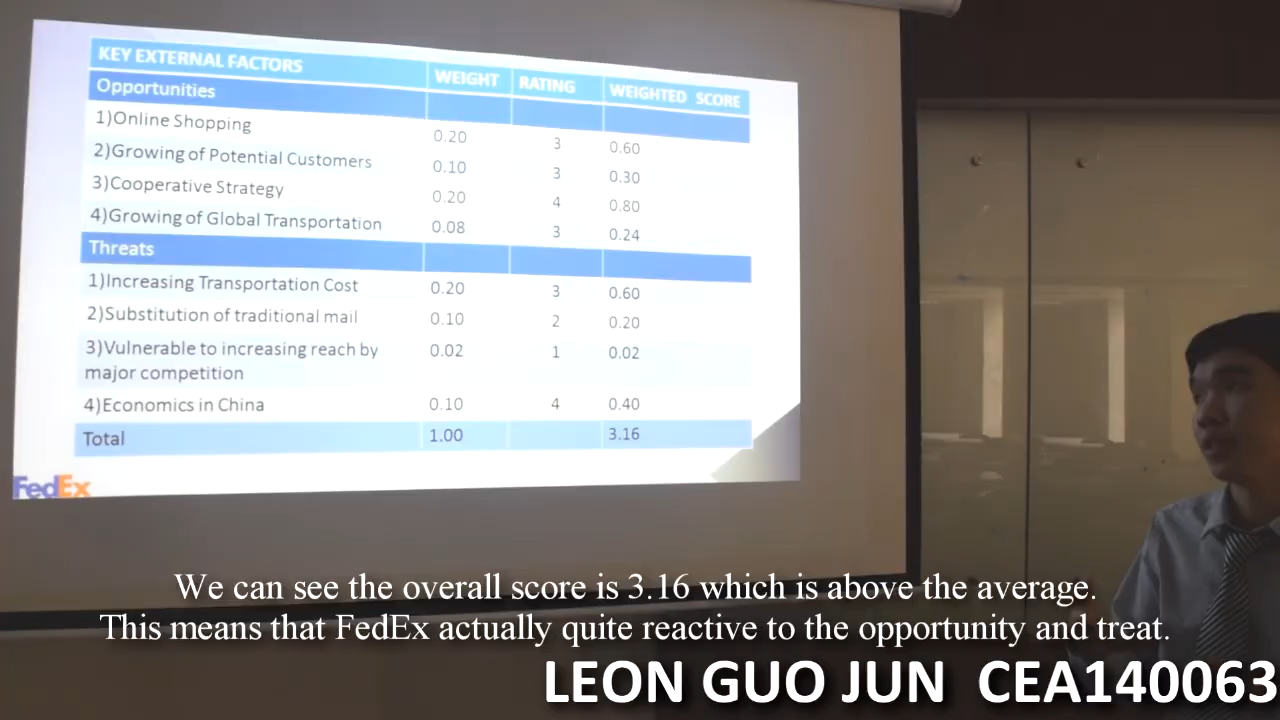 KEY EXTERNAL FACTORS WEIGHT RATING WEIGHTED SCORE
Opportunities
1)Online Shopping 0.20 3 0.60
2)Growing of Potential Customers 0.10 3 0.30
3)Cooperative Strategy 0.20 4 0.80
4)Growing of Global Transportation 0.08 3 0.24
Threats
1)Increasing Transportation Cost 0.20 3 0.60
2)Substitution of traditional mail 0.10 2 0.20
3)Vulnerable to increasing reach by 0.02 1 0.02
major competition
4)Economics in China 0.10 4 0.40
Total 1.00 3.16
FedEx
We can see the overall score is 3.16 which is above the average.
This means that FedEx actually quite reactive to the opportunity and treat.
LEON GUO JUN CEA140063